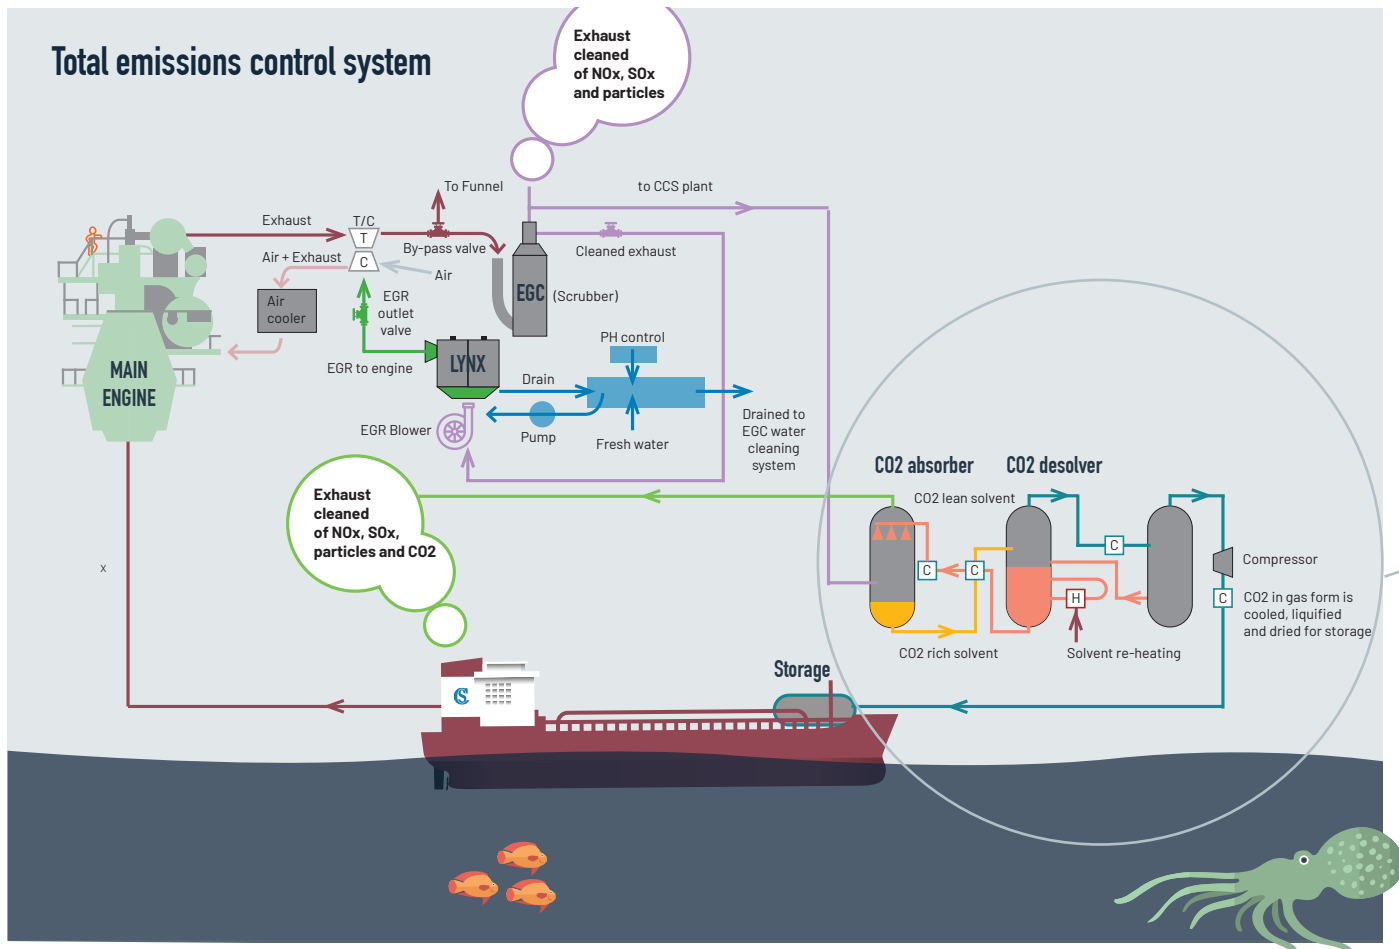 Total emissions control system
Exhaust
cleaned
of NOx, SOx
and particles
To Funnel
to CCS plant
Exhaust
T/C
T
C
By-pass valve
Cleaned exhaust
Air + Exhaust
Air
EGC
(Scrubber)
Air
cooler
EGR
outlet
valve
PH control
LYNX
EGR to engine
Drain
MAIN
ENGINE
EGR Blower
Pump
Fresh water
Drained to
EGC water
cleaning
system
CO2 absorber
CO2 desolver
Exhaust
cleaned
of NOx, SOx,
particles and CO2
CO2 lean solvent
C
C
C
Compressor
x
H
C
CO2 in gas form is
cooled, liquified
and dried for storage
CO2 rich solvent
Solvent re-heating
Storage
CS